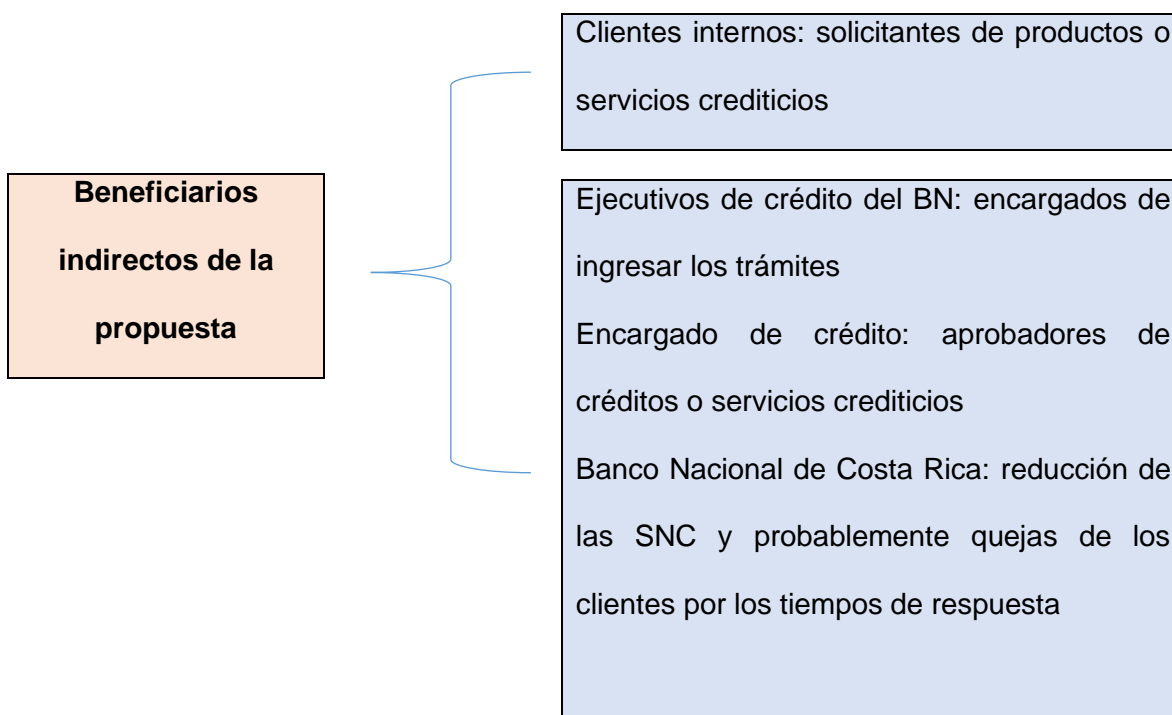 Clientes internos: solicitantes de productos o
servicios crediticios
Beneficiarios
indirectos de la
propuesta
Ejecutivos de crédito del BN: encargados de
ingresar los trámites
Encargado de crédito: aprobadores de
créditos o servicios crediticios
Banco Nacional de Costa Rica: reducción de
las SNC y probablemente quejas de los
clientes por los tiempos de respuesta